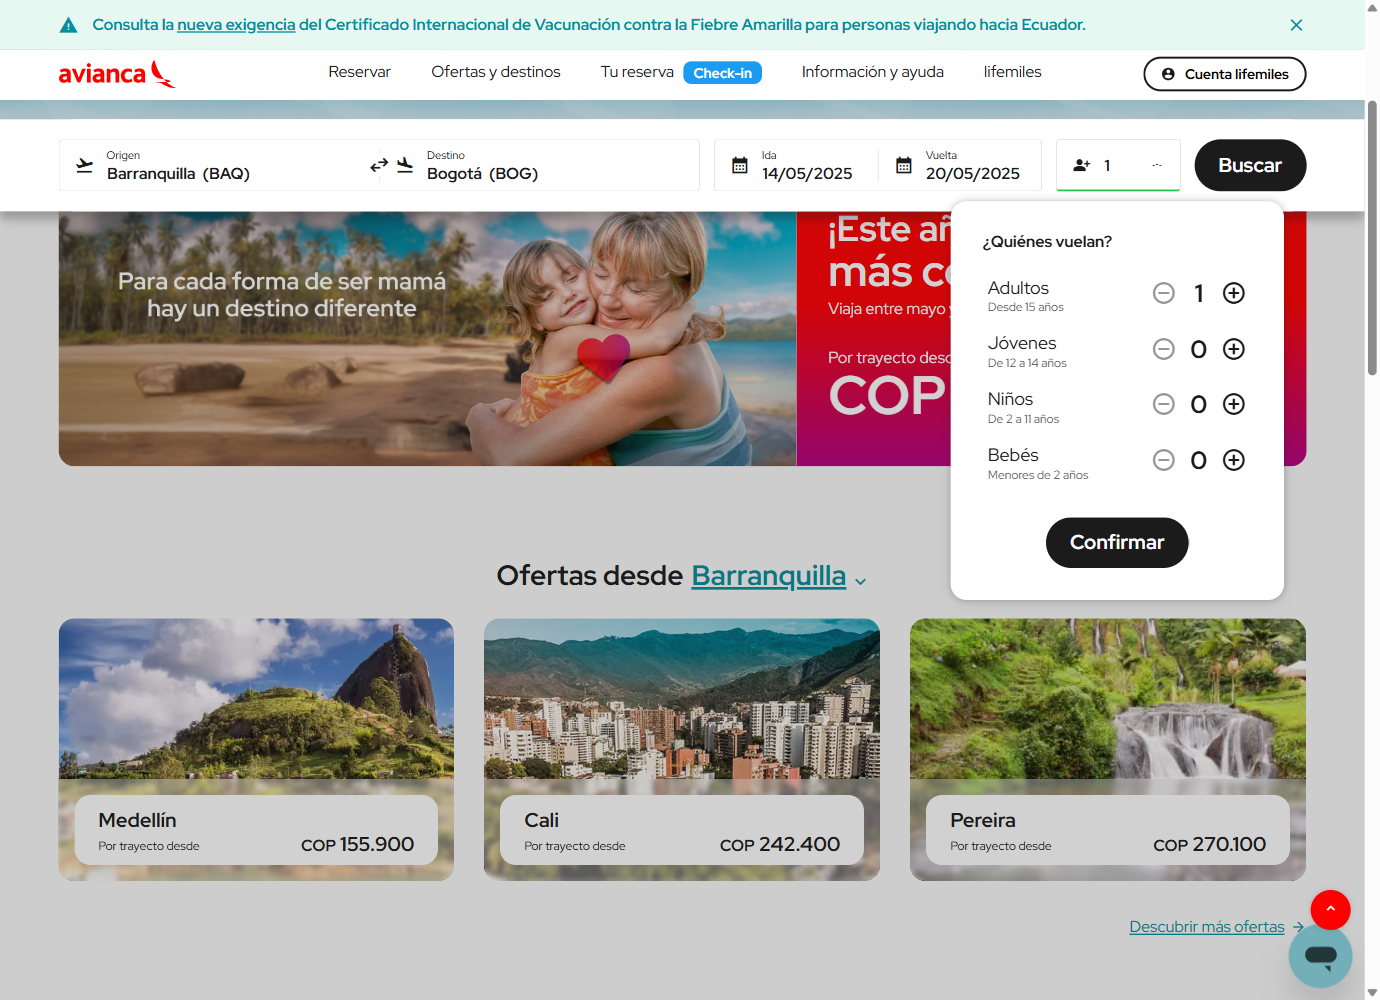 Consulta la nueva exigencia del Certificado Internacional de Vacunación contra la Fiebre Amarilla para personas viajando hacia Ecuador.
avianca
Reservar
Ofertas y destinos
Tu reserva
Check-in
Información y ayuda
lifemiles
Cuenta lifemiles
Origen
Barranquilla (BAQ)
Destino
Bogotá (BOG)
Ida
14/05/2025
Vuelta
20/05/2025
1
Buscar
Para cada forma de ser mamá
hay un destino diferente
¡Este
más
Viaja entre mayo
Por trayecto
COP
¿Quiénes vuelan?
Adultos
Desde 15 años
1
Jóvenes
De 12 a 14 años
0
Niños
De 2 a 11 años
0
Bebés
Menores de 2 años
0
Confirmar
Ofertas desde Barranquilla
Medellín
Por trayecto desde
COP 155.900
Cali
Por trayecto desde
COP 242.400
Pereira
Por trayecto desde
COP 270.100
Descubrir más ofertas